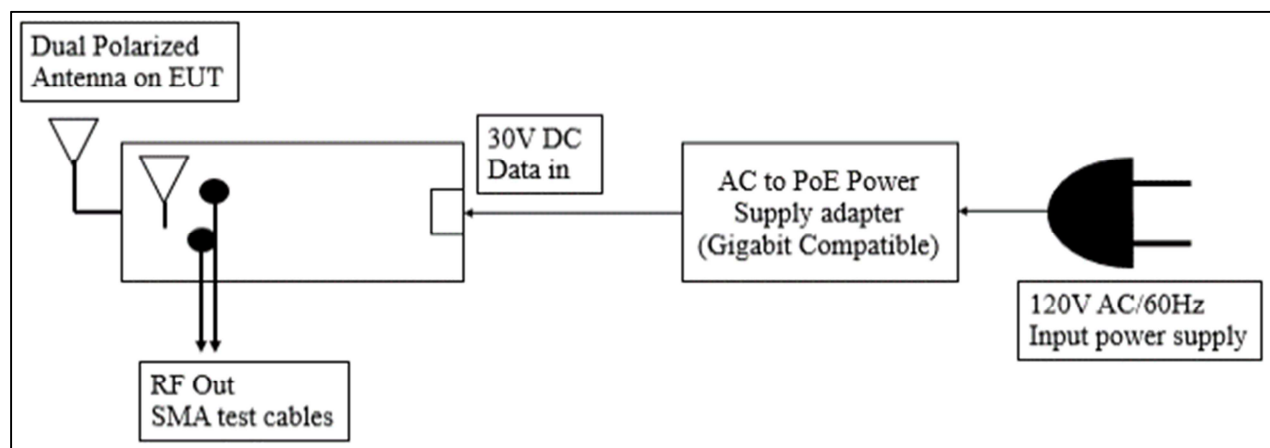 Dual Polarized
Antenna on EUT
30V DC
Data in
AC to PoE Power
Supply adapter
(Gigabit Compatible)
120V AC/60Hz
Input power supply
RF Out
SMA test cables